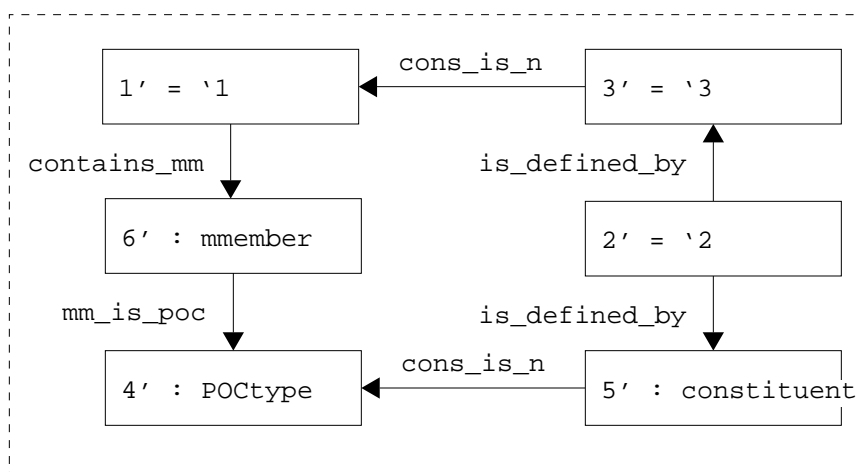 cons_is_n
1’ = ‘1
3’ = ‘3
contains_mm
is_defined_by
6’ : mmember
2’ = ‘2
mm_is_poc
is_defined_by
cons_is_n
4’ : POCtype
5’ : constituent